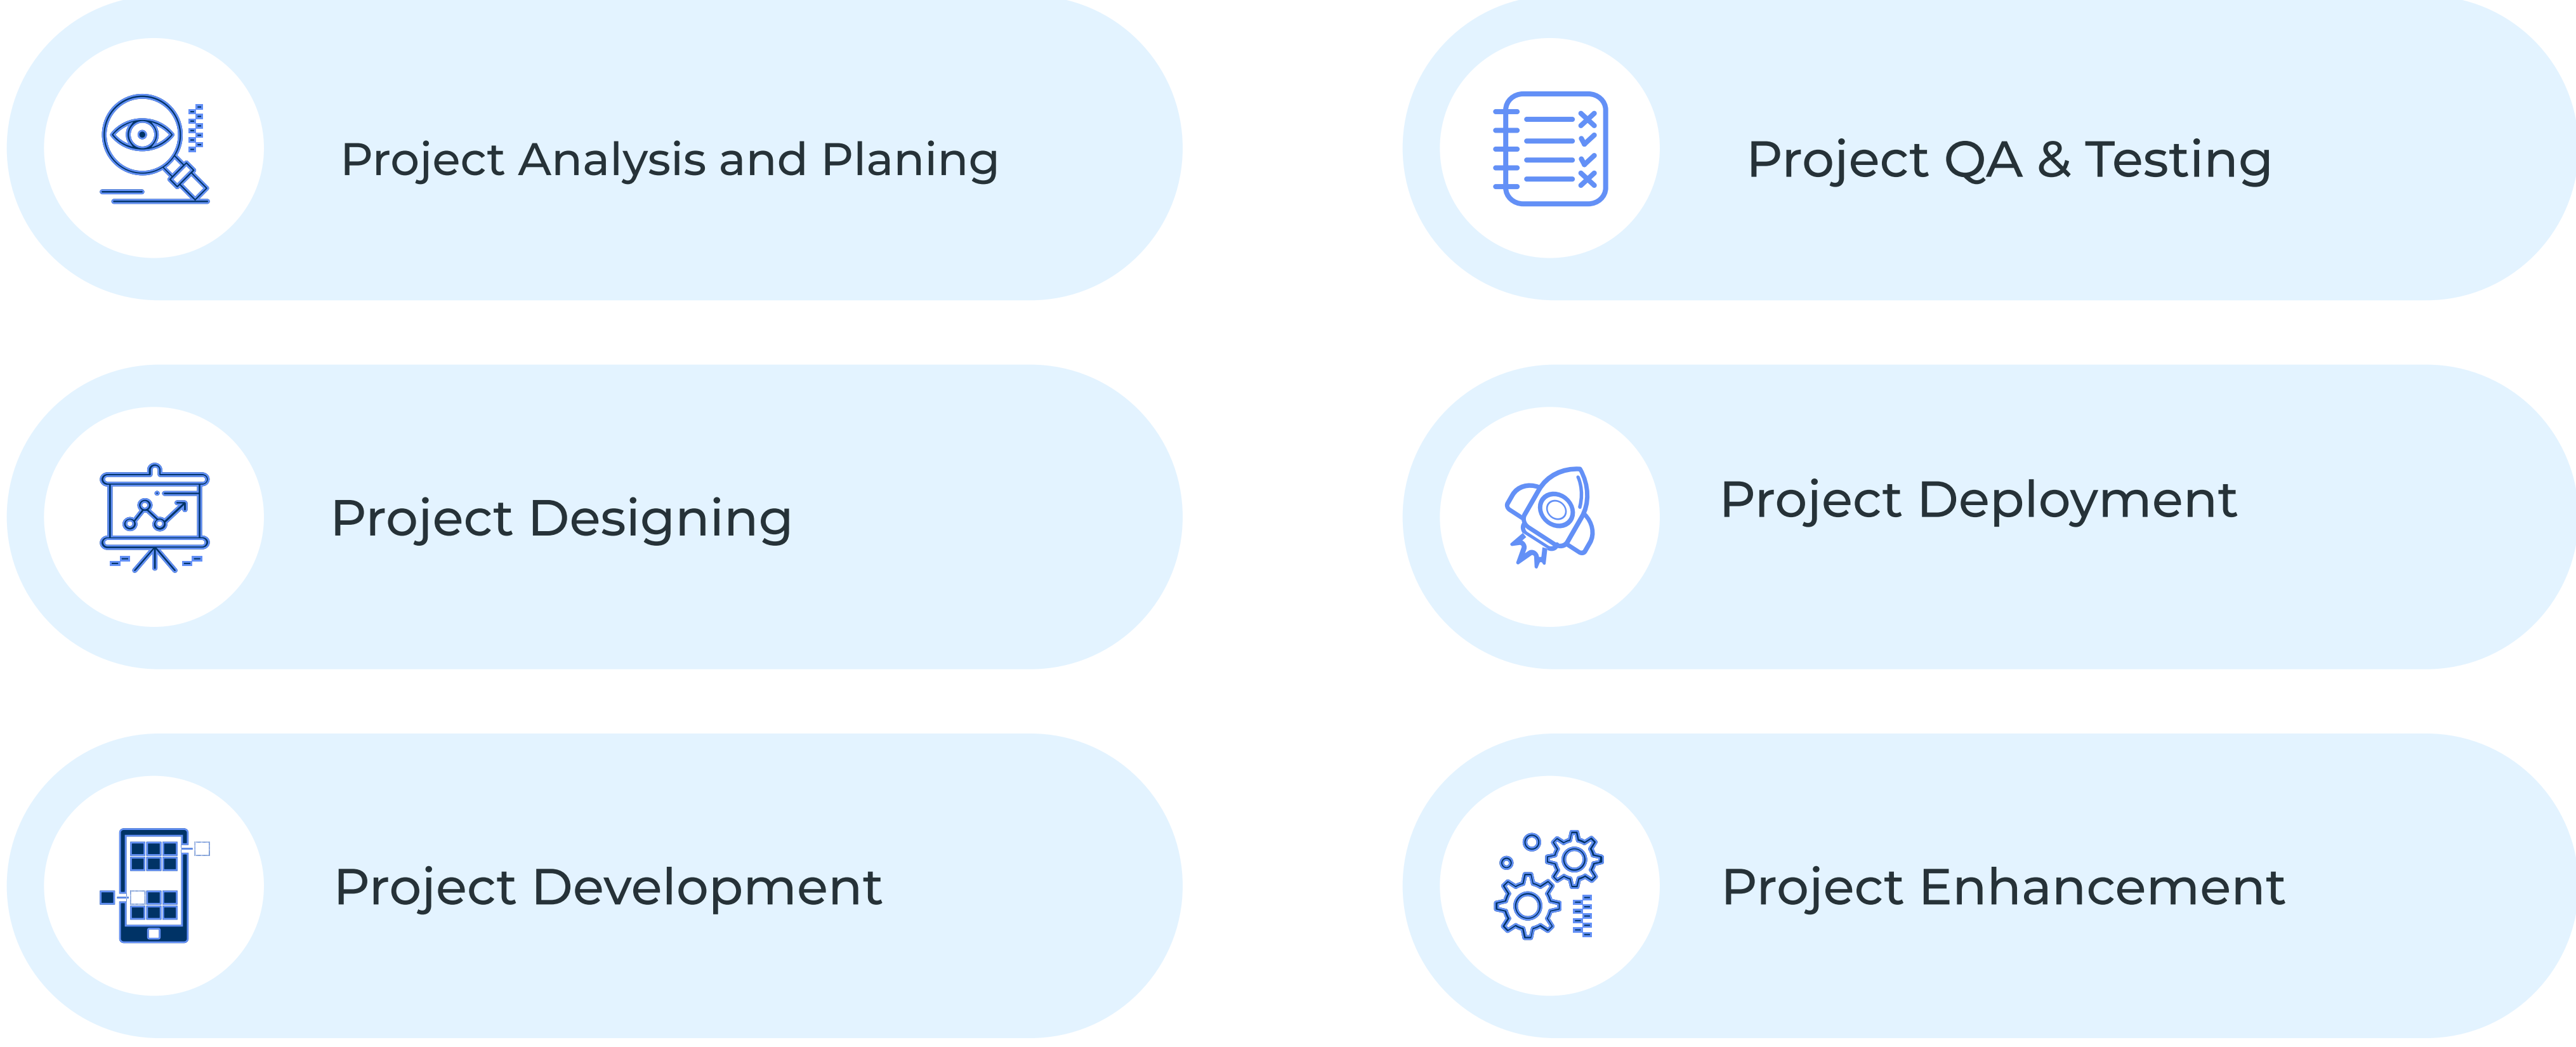 Project Analysis and Planing
Project Designing
Project Development
Project QA & Testing
Project Deployment
Project Enhancement